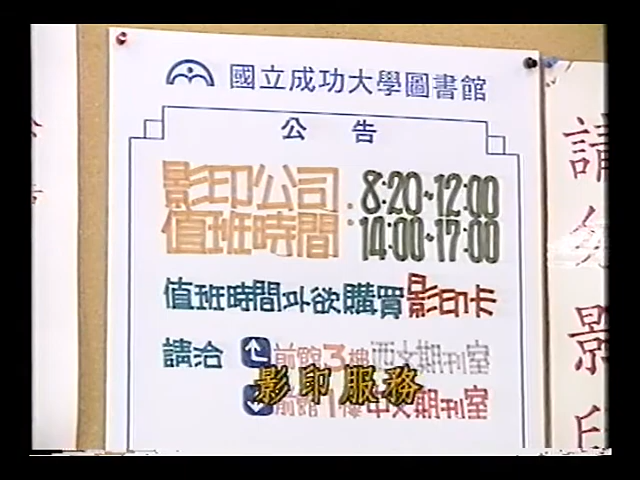 國立成功大學圖書館
公告
影印公司
值班時間
: 8:20~12:00
14:00~17:00
值班時間外欲購買影印卡
請洽
前館3樓西文期刊室
前館1樓中文期刊室
影印服務
請
影
印